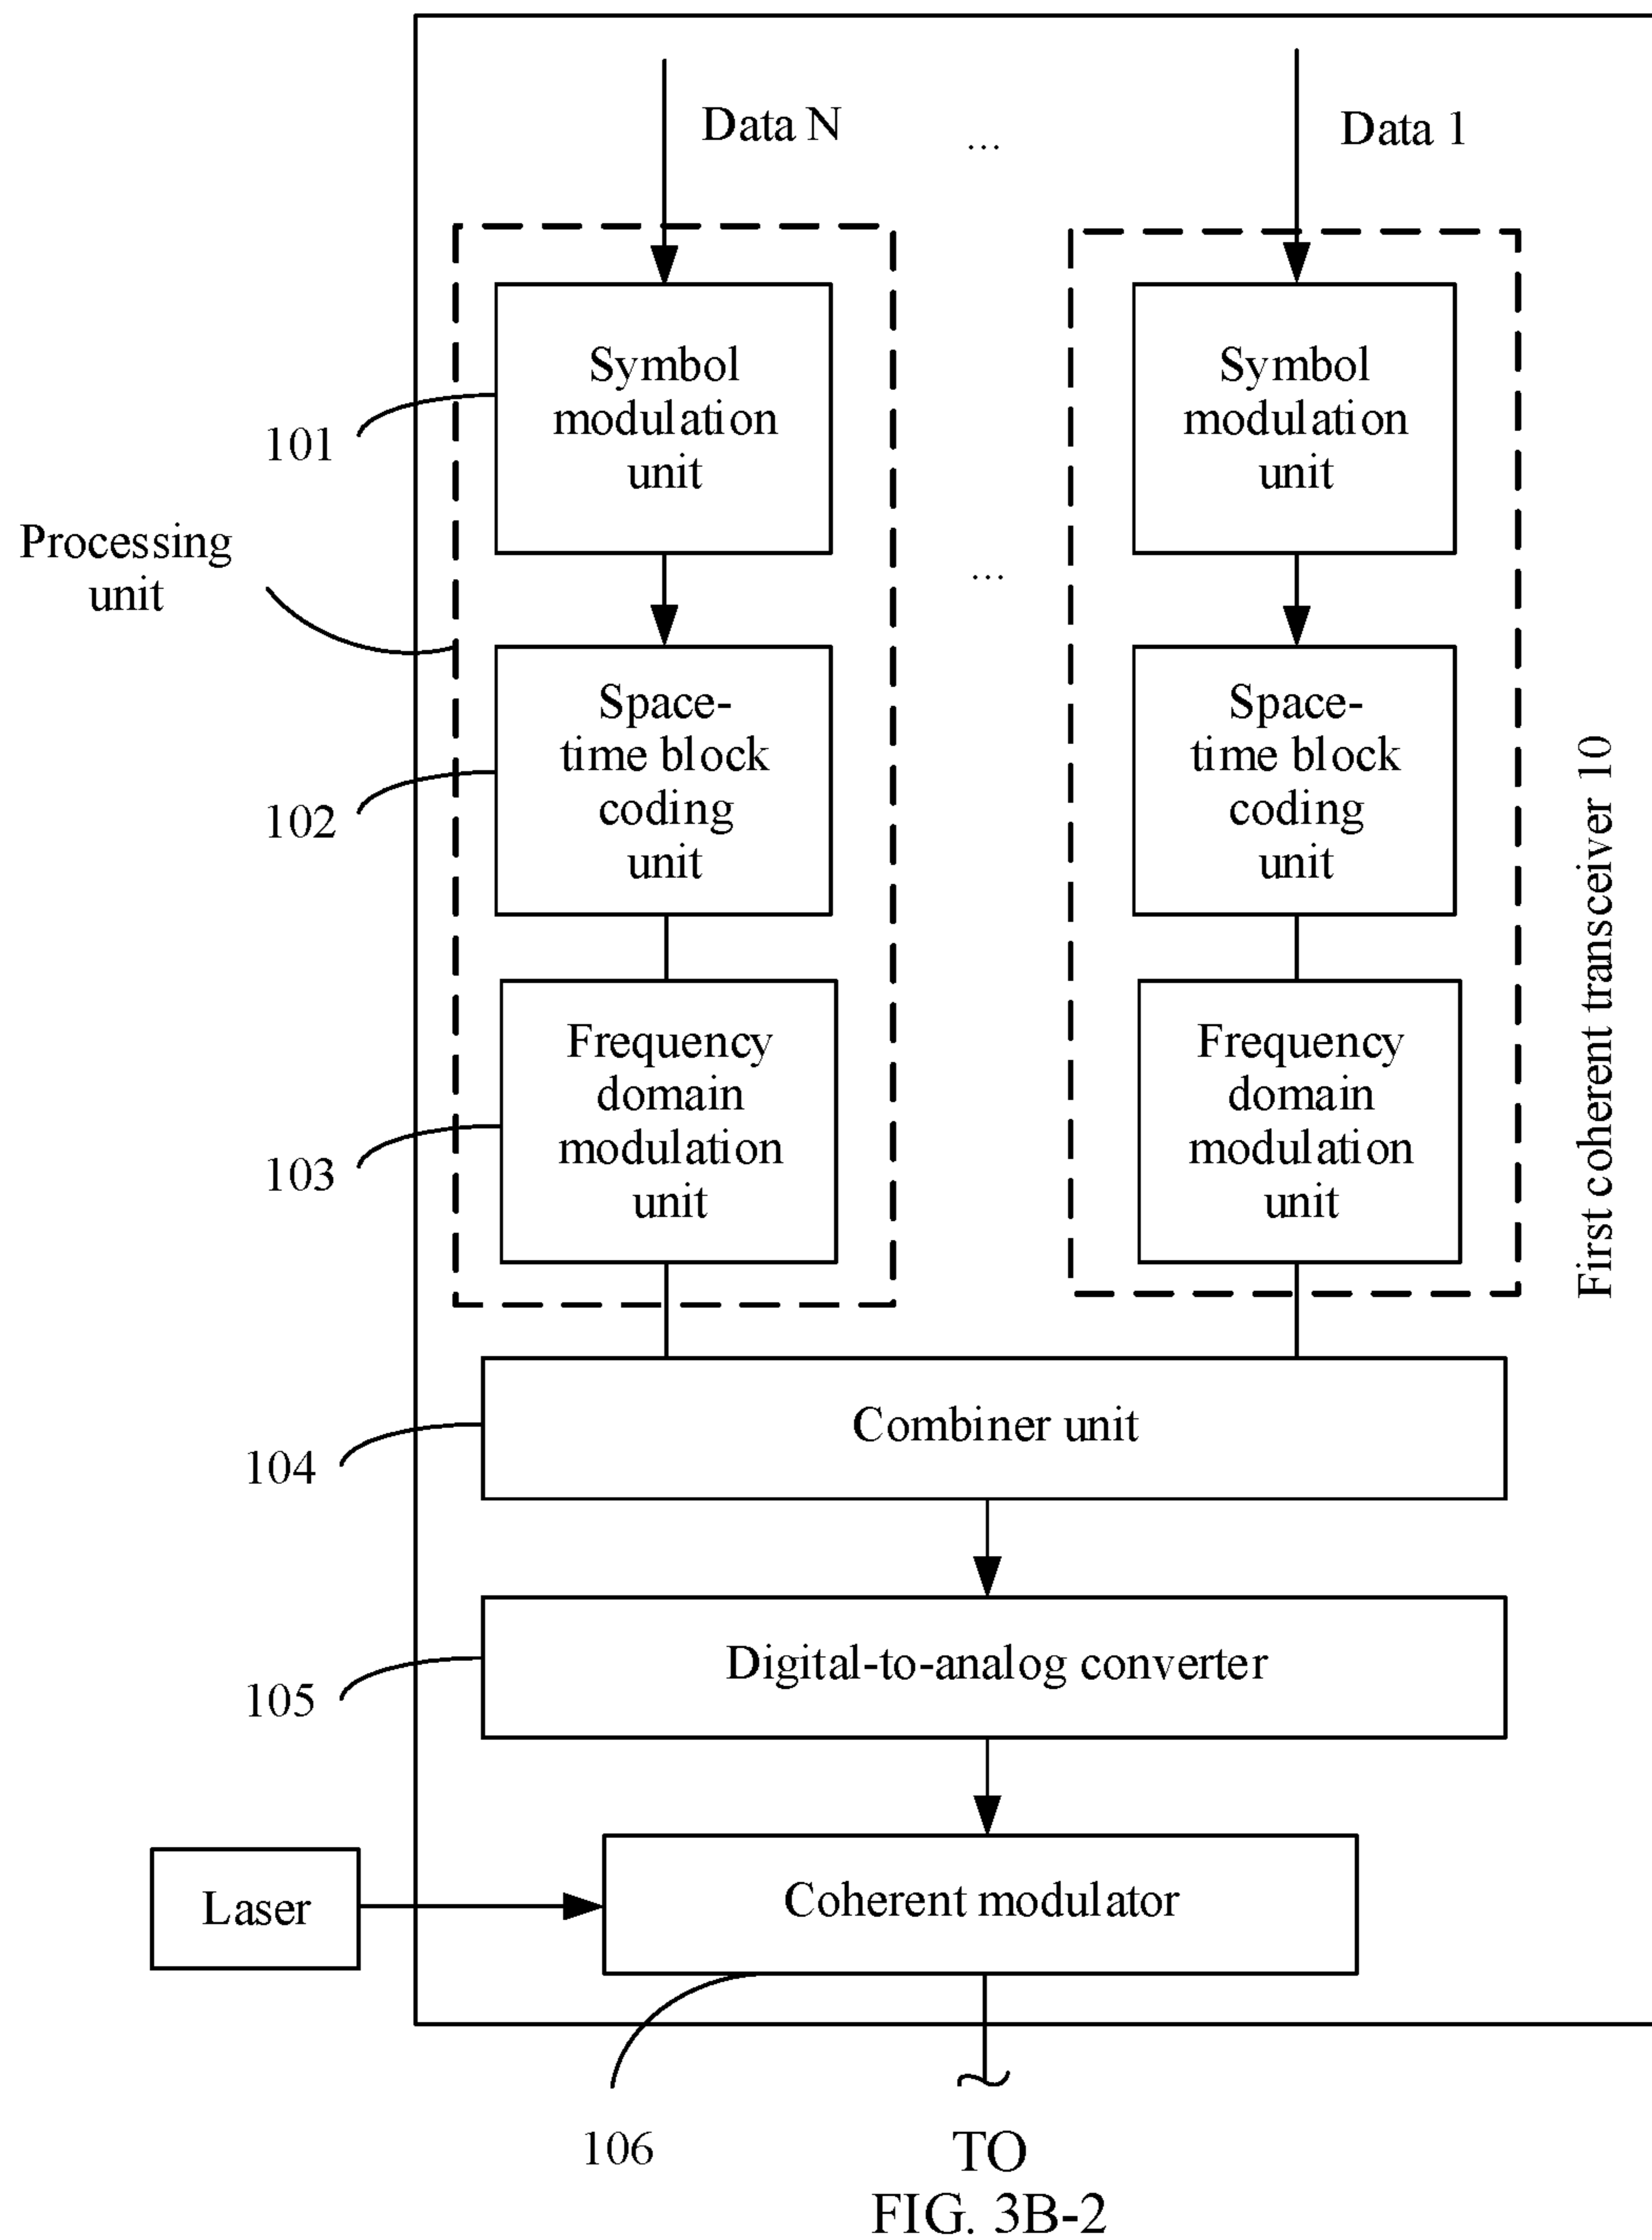 Data N
...
Data 1
Symbol
modulation
unit
Symbol
modulation
unit
101
Processing
unit
...
Space-
time block
coding
unit
Space-
time block
coding
unit
102
First coherent transceiver 10
Frequency
domain
modulation
unit
Frequency
domain
modulation
unit
103
Combiner unit
104
Digital-to-analog converter
105
Laser
Coherent modulator
106
TO
FIG. 3B-2